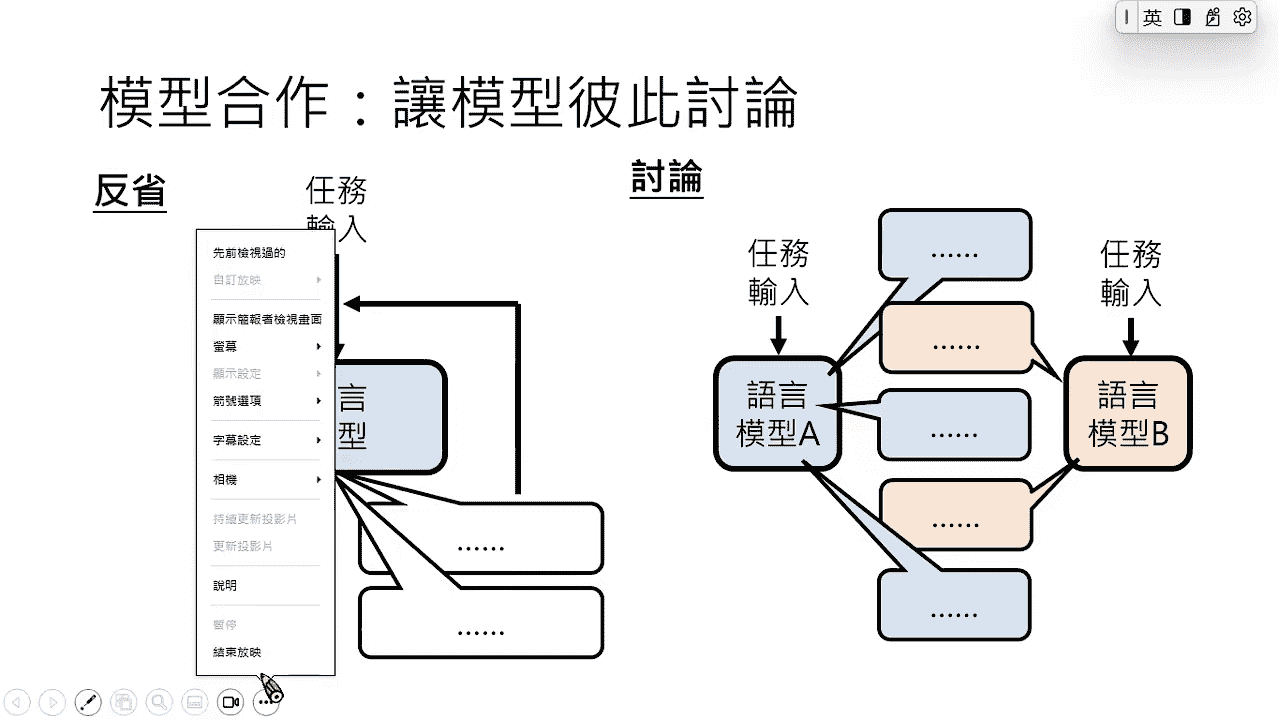 英
模型合作：讓模型彼此討論
反省
任務
輸入
先前檢視過的
自訂放映
顯示簡報者檢視畫面
螢幕
顯示設定
箭號選項
字幕設定
相機
持續更新投影片
更新投影片
說明
暫停
結束放映
言
型
......
......
討論
任務
輸入
語言
模型A
......
......
......
......
......
任務
輸入
語言
模型B